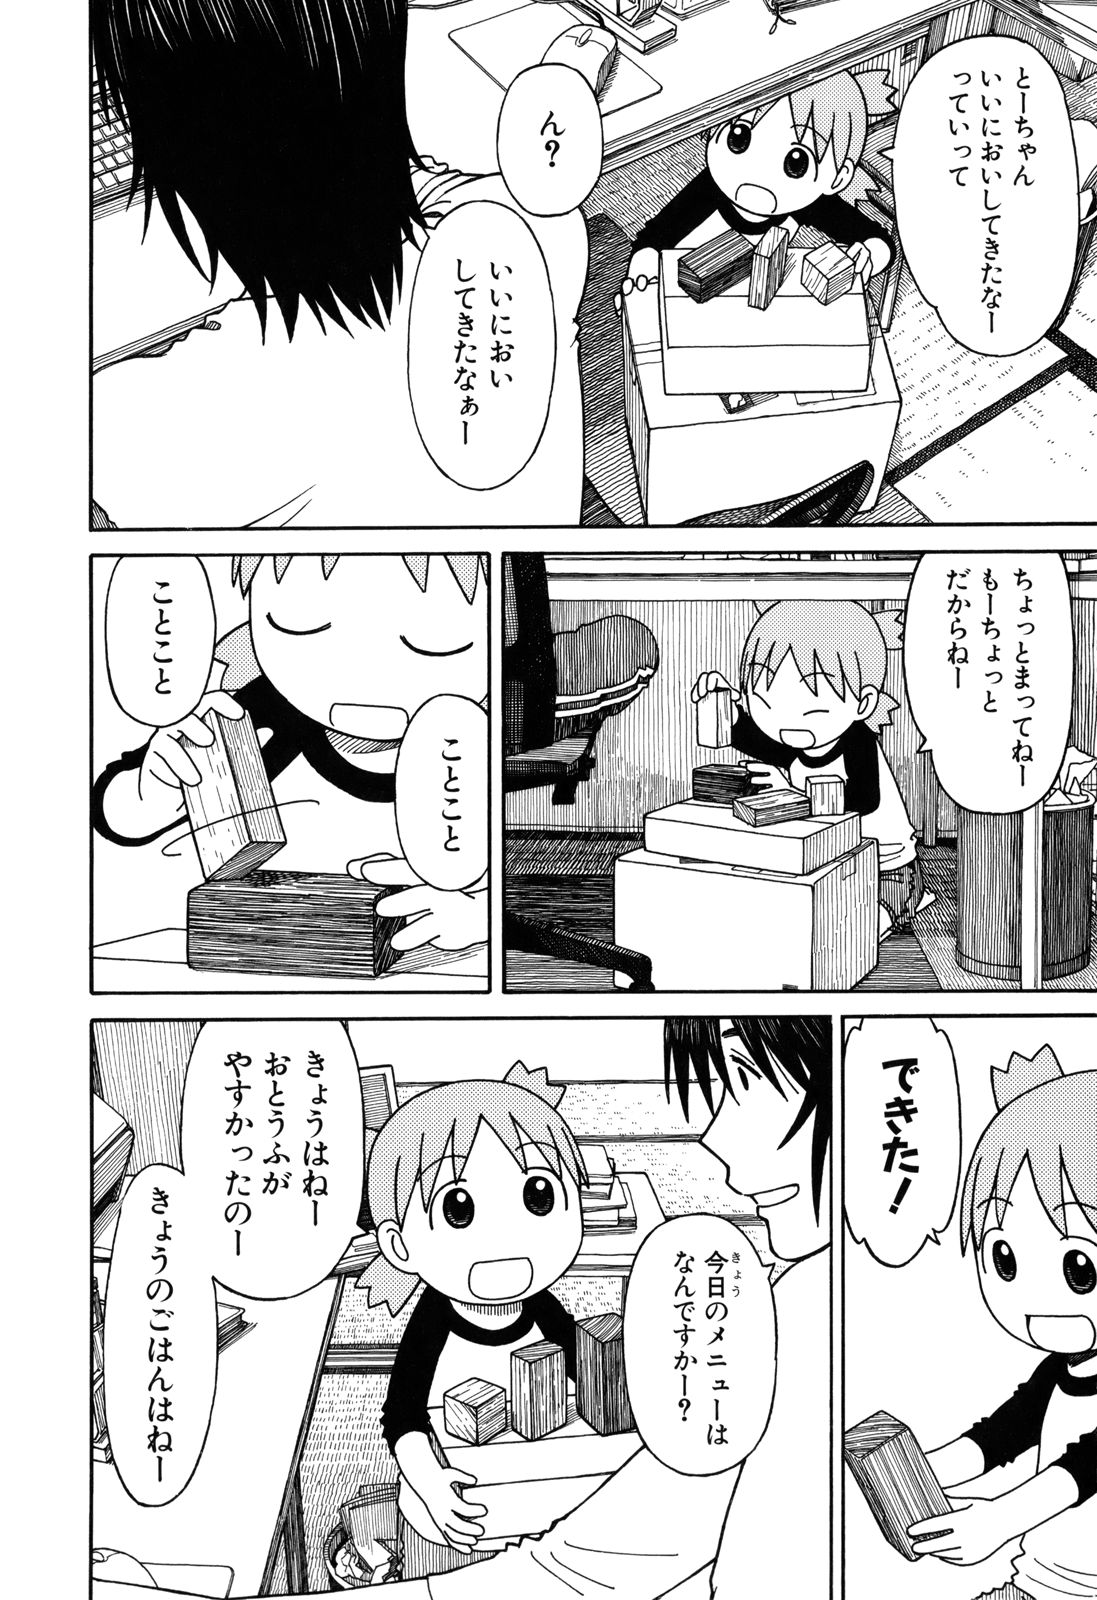 とーちゃん
いいにおいしてきたなー
っていって
ん？
いいにおい
してきたなぁー
ちょっとまってねー
もーちょっと
だからねー
ことこと
ことこと
できた！
今日のメニューは
きょう
なんですかー？
きょうはねー
おとうふが
やすかったのー
きょうのごはんはねー